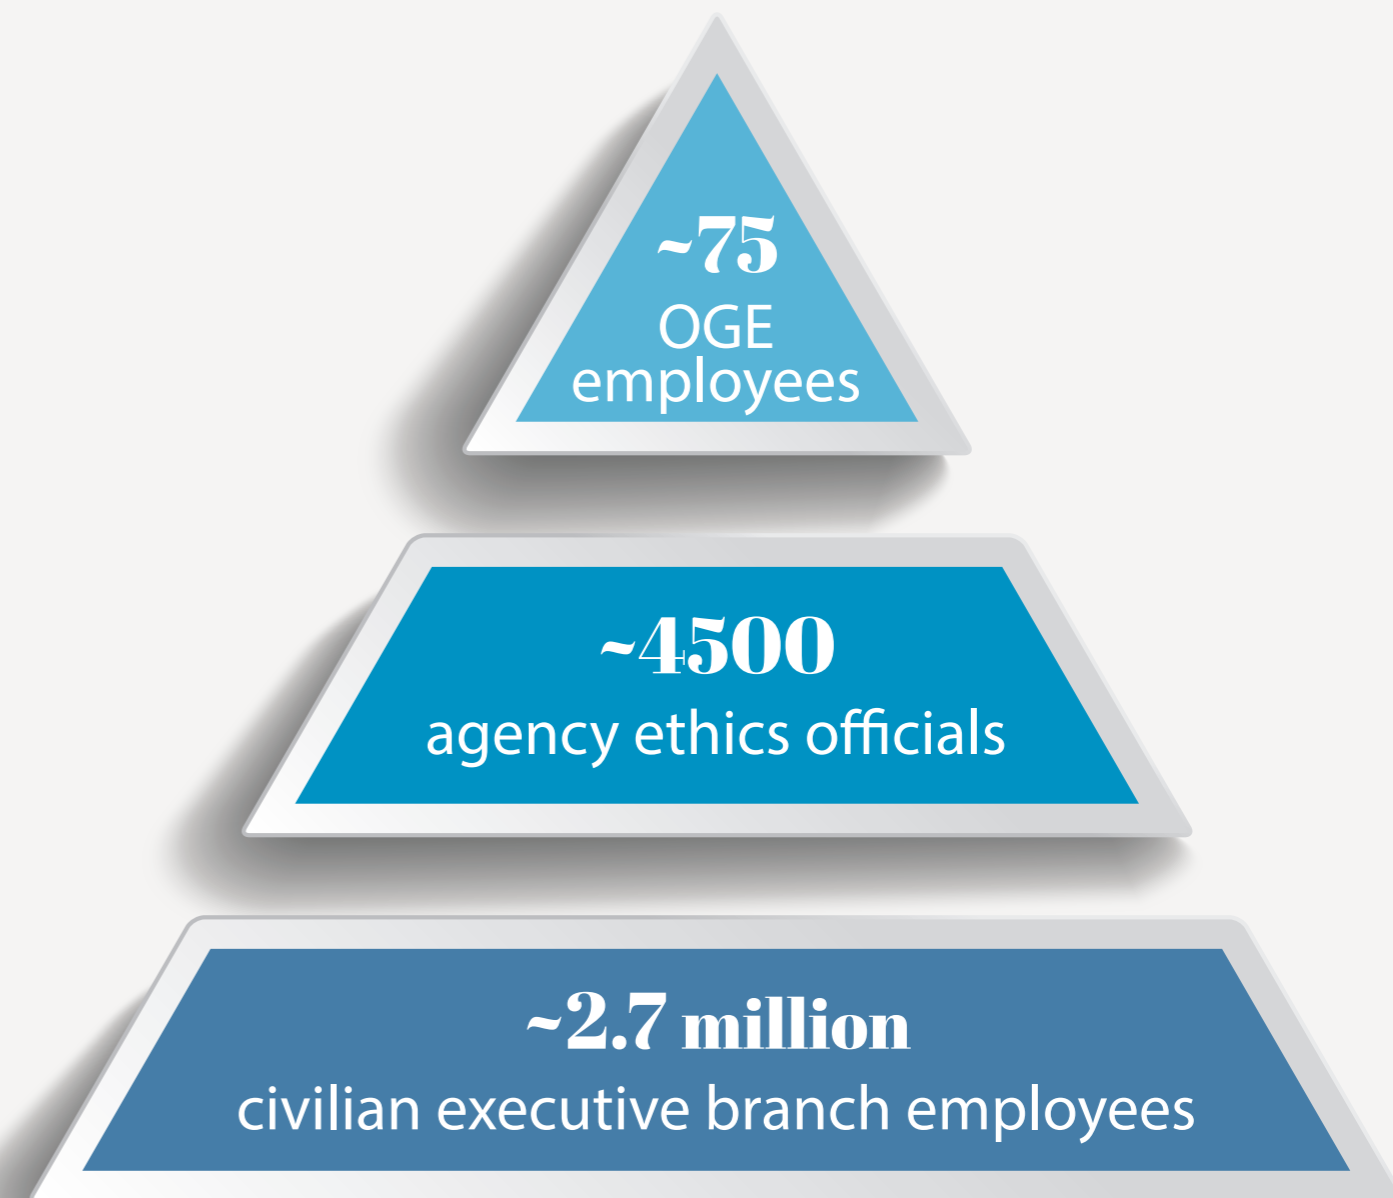 ~75
OGE
employees
~4500
agency ethics officials
~2.7 million
civilian executive branch employees